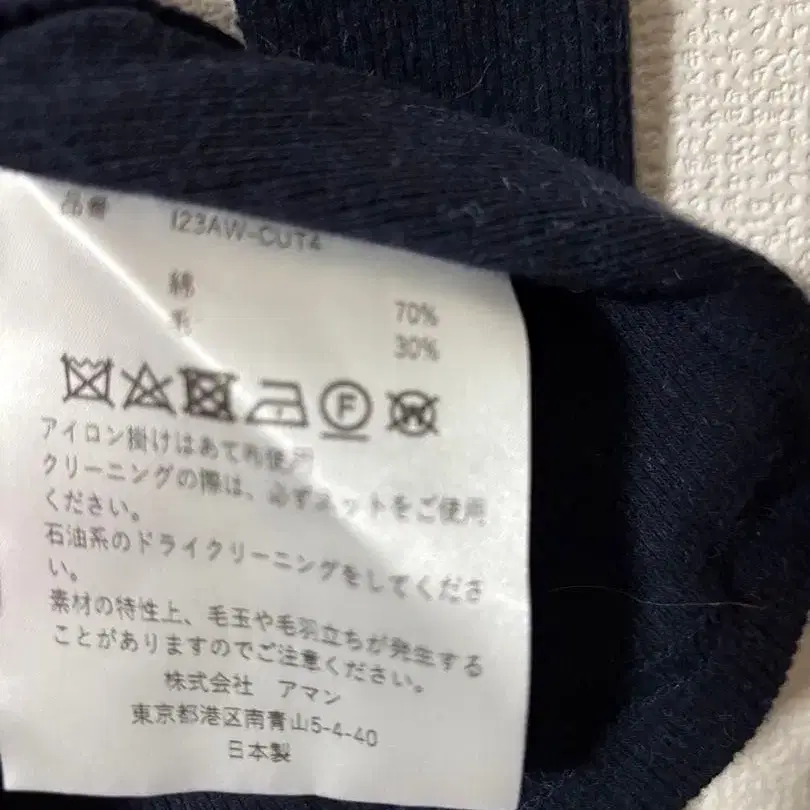 品番 I23AW-CUT4
綿 70%
毛 30%
F W
アイロン掛けはあて布使用
クリーニングの際は、必ずネットをご使用
ください。
石油系のドライクリーニングをしてくださ
い。
素材の特性上、毛玉や毛羽立ちが発生する
ことがありますのでご注意ください。
株式会社 アマン
東京都港区南青山5-4-40
日本製